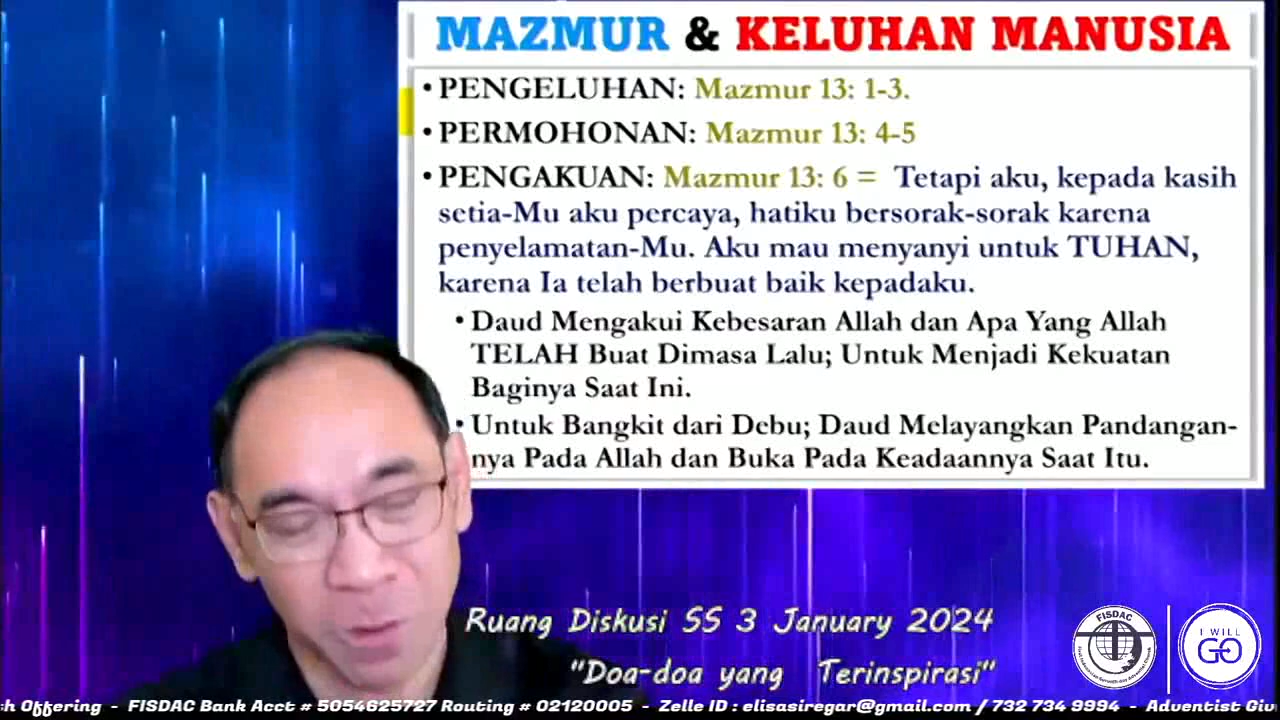 MAZMUR & KELUHAN MANUSIA
• PENGELUHAN: Mazmur 13: 1-3.
• PERMOHONAN: Mazmur 13: 4-5
• PENGAKUAN: Mazmur 13: 6 = Tetapi aku, kepada kasih
setia-Mu aku percaya, hatiku bersorak-sorak karena
penyelamatan-Mu. Aku mau menyanyi untuk TUHAN,
karena Ia telah berbuat baik kepadaku.
• Daud Mengakui Kebesaran Allah dan Apa Yang Allah
TELAH Buat Dimasa Lalu; Untuk Menjadi Kekuatan
Baginya Saat Ini.
• Untuk Bangkit dari Debu; Daud Melayangkan Pandangan-
nya Pada Allah dan Buka Pada Keadaannya Saat Itu.
Ruang Diskusi SS 3 January 2024
"Doa-doa yang Terinspirasi"
FISDAC
I WILL
GO
sh Offering - FISDAC Bank Acct # 5054625727 Routing # 02120005 - Zelle ID : elisasiregar@gmail.com / 732 734 9994 - Adventist Giv